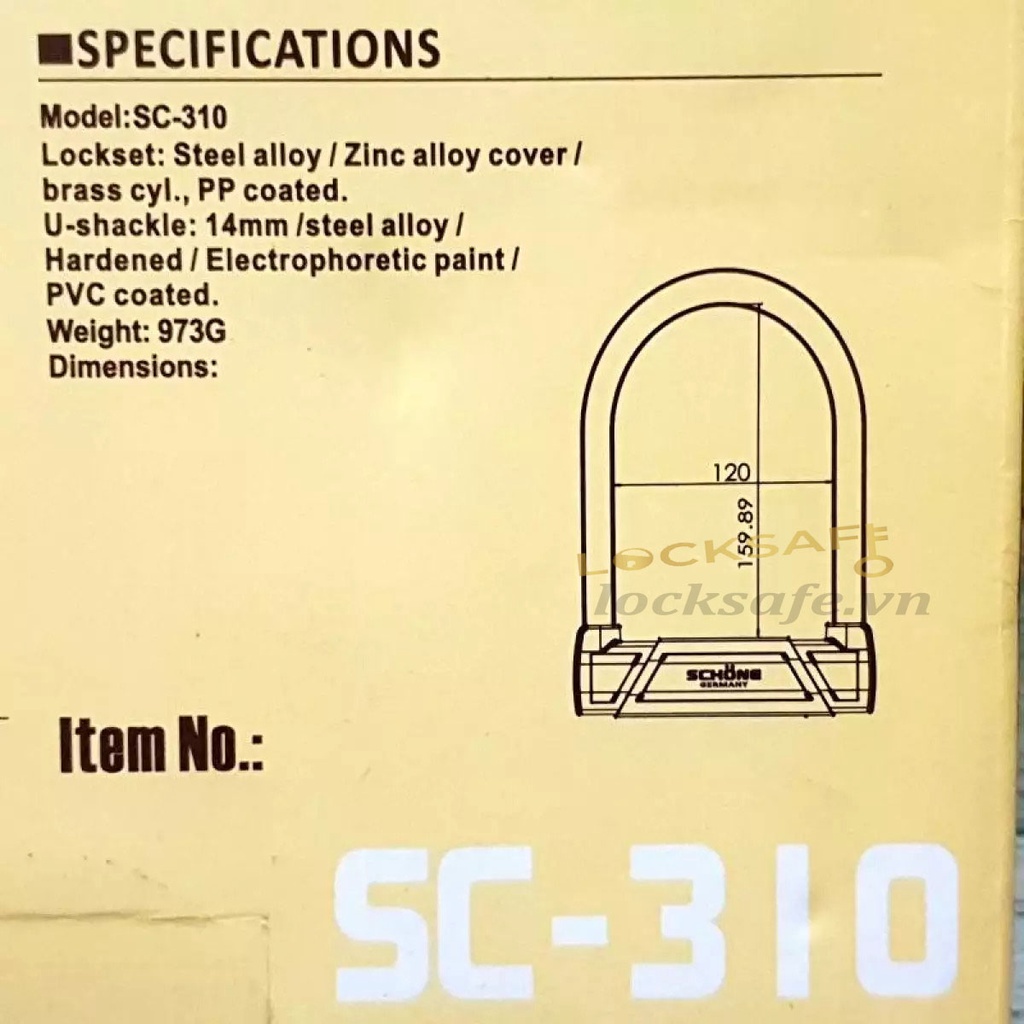 ■SPECIFICATIONS
Model:SC-310
Lockset: Steel alloy / Zinc alloy cover /
brass cyl., PP coated.
U-shackle: 14mm /steel alloy /
Hardened / Electrophoretic paint /
PVC coated.
Weight: 973G
Dimensions:
120
159.89
LOCKSAFE
locksafe.vn
SCHÖNE
GERMANY
Item No.:
SC-310